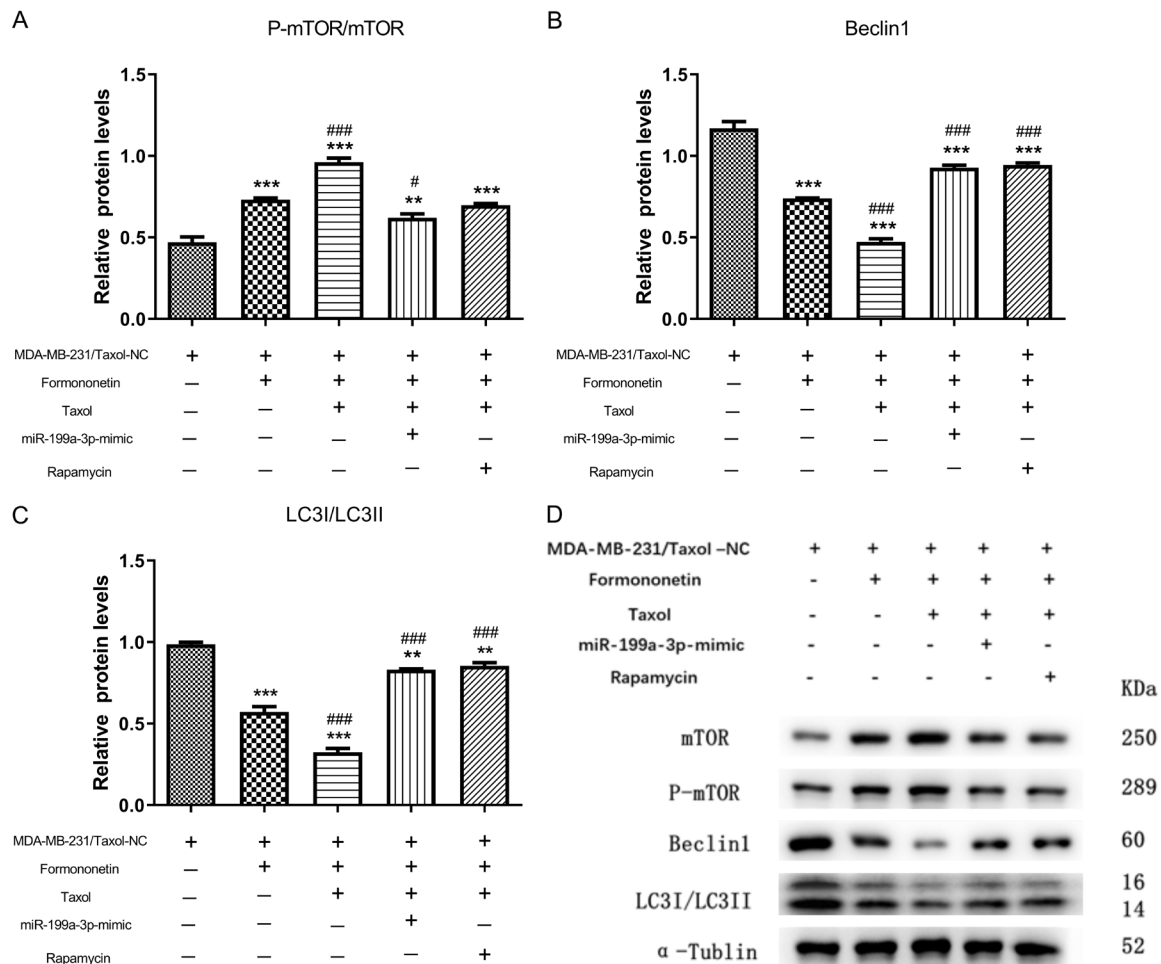 A
P-mTOR/mTOR
Relative protein levels
1.5
1.0
0.5
0.0
***
###
***
#
**
***
MDA-MB-231/Taxol-NC + + + + +
Formononetin — + + + +
Taxol — — + + +
miR-199a-3p-mimic — — — + —
Rapamycin — — — — +
B
Beclin1
Relative protein levels
1.5
1.0
0.5
0.0
***
###
***
###
***
###
***
MDA-MB-231/Taxol-NC + + + + +
Formononetin — + + + +
Taxol — — + + +
miR-199a-3p-mimic — — — + —
Rapamycin — — — — +
C
LC3I/LC3II
Relative protein levels
1.5
1.0
0.5
0.0
***
###
***
###
**
###
**
MDA-MB-231/Taxol-NC + + + + +
Formononetin — + + + +
Taxol — — + + +
miR-199a-3p-mimic — — — + —
Rapamycin — — — — +
D
MDA-MB-231/Taxol –NC + + + + +
Formononetin - + + + +
Taxol - - + + +
miR-199a-3p-mimic - - - + -
Rapamycin - - - - +
KDa
mTOR 250
P-mTOR 289
Beclin1 60
LC3I/LC3II 16
14
α-Tublin 52